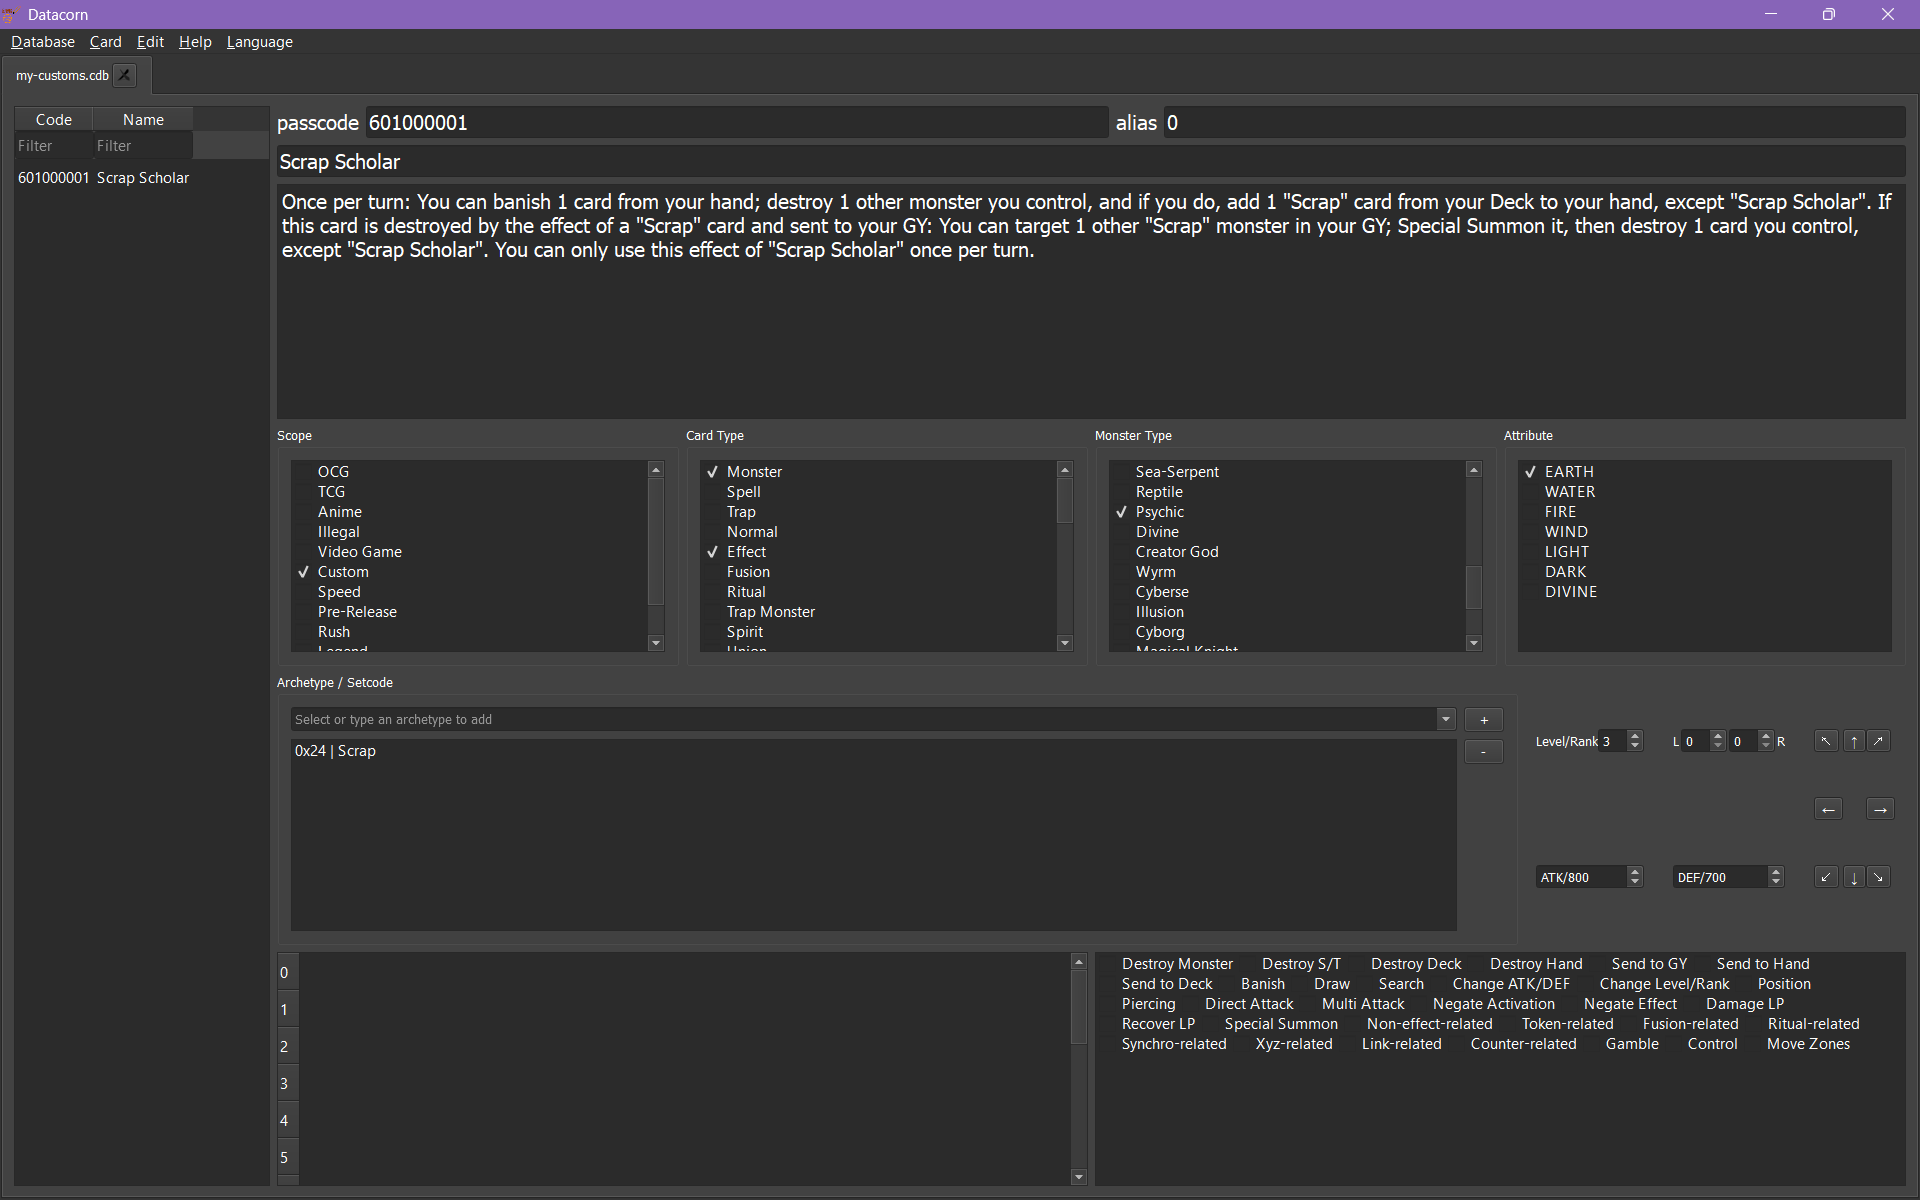 Datacorn
Database Card Edit Help Language
my-customs.cdb
Code Name
Filter Filter
601000001 Scrap Scholar
passcode 601000001 alias 0
Scrap Scholar
Once per turn: You can banish 1 card from your hand; destroy 1 other monster you control, and if you do, add 1 "Scrap" card from your Deck to your hand, except "Scrap Scholar". If
this card is destroyed by the effect of a "Scrap" card and sent to your GY: You can target 1 other "Scrap" monster in your GY; Special Summon it, then destroy 1 card you control,
except "Scrap Scholar". You can only use this effect of "Scrap Scholar" once per turn.
Scope
OCG
TCG
Anime
Illegal
Video Game
✓ Custom
Speed
Pre-Release
Rush
Legend
Card Type
✓ Monster
Spell
Trap
Normal
✓ Effect
Fusion
Ritual
Trap Monster
Spirit
Union
Monster Type
Sea-Serpent
Reptile
✓ Psychic
Divine
Creator God
Wyrm
Cyberse
Illusion
Cyborg
Magical Knight
Attribute
✓ EARTH
WATER
FIRE
WIND
LIGHT
DARK
DIVINE
Archetype / Setcode
Select or type an archetype to add
+
0x24 | Scrap
-
Level/Rank 3 L 0 0 R ↖ ↑ ↗
← →
ATK/800 DEF/700 ↙ ↓ ↘
0
1
2
3
4
5
Destroy Monster Destroy S/T Destroy Deck Destroy Hand Send to GY Send to Hand
Send to Deck Banish Draw Search Change ATK/DEF Change Level/Rank Position
Piercing Direct Attack Multi Attack Negate Activation Negate Effect Damage LP
Recover LP Special Summon Non-effect-related Token-related Fusion-related Ritual-related
Synchro-related Xyz-related Link-related Counter-related Gamble Control Move Zones